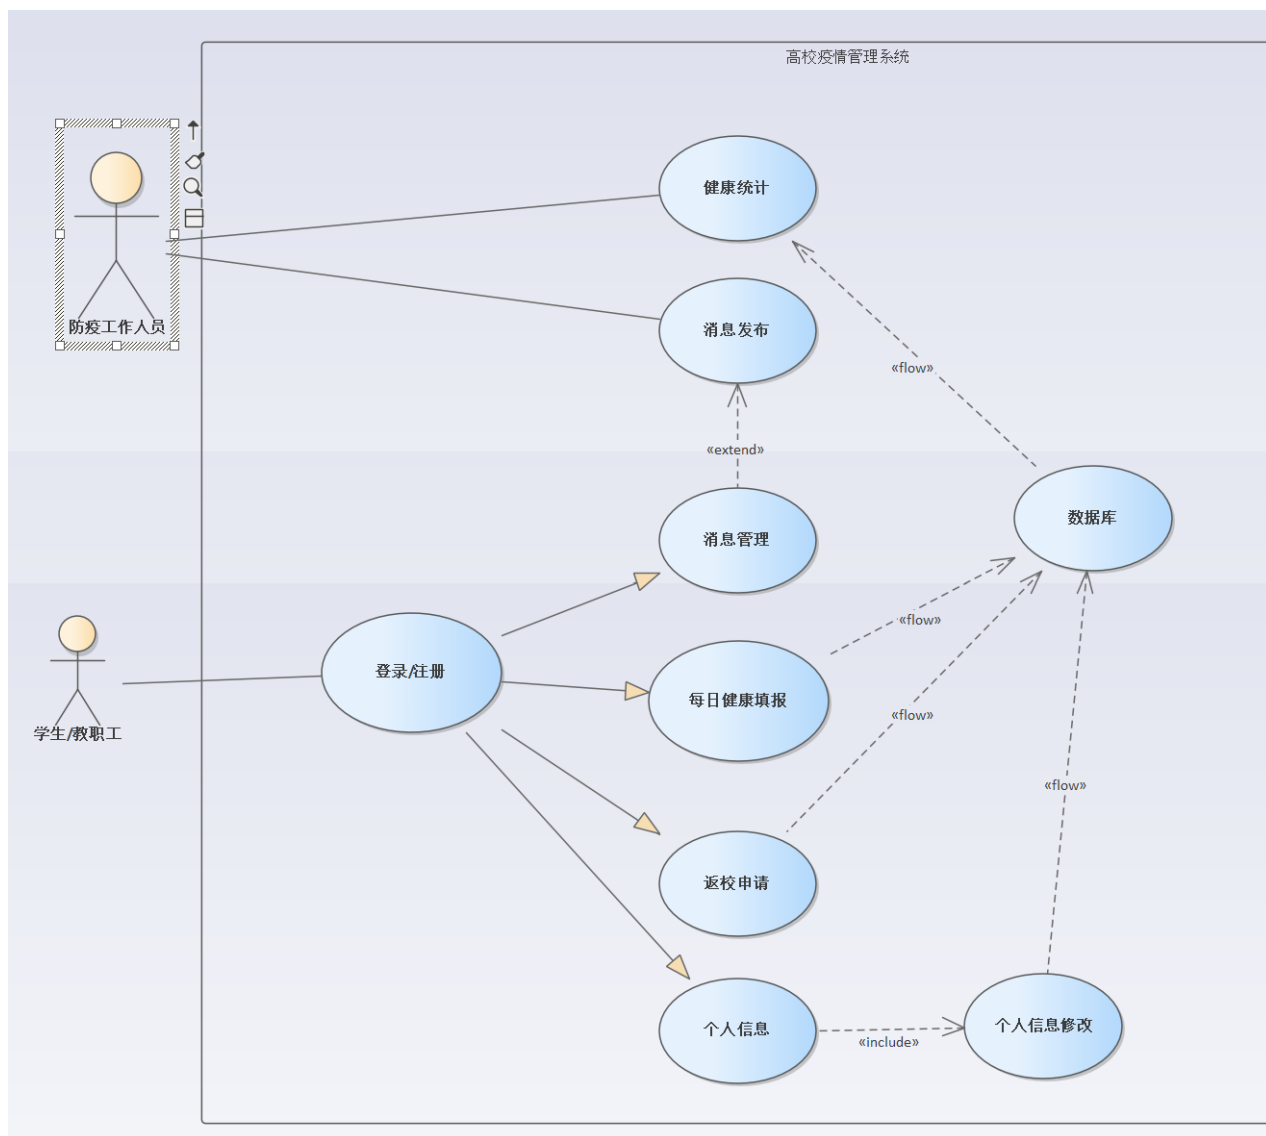 高校疫情管理系统
健康统计
防疫工作人员
消息发布
«flow»
«extend»
数据库
消息管理
«flow»
登录/注册
每日健康填报
«flow»
学生/教职工
«flow»
返校申请
个人信息
«include»
个人信息修改